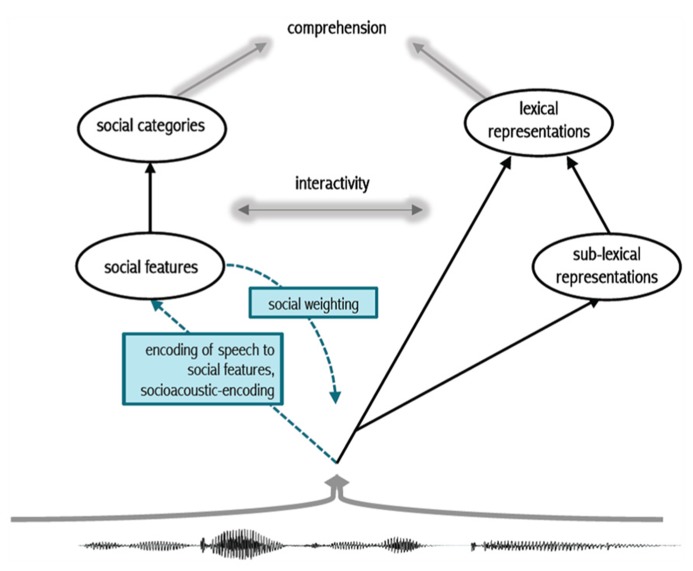 comprehension
social categories
lexical
representations
interactivity
social features
sub-lexical
representations
social weighting
encoding of speech to
social features,
socioacoustic-encoding